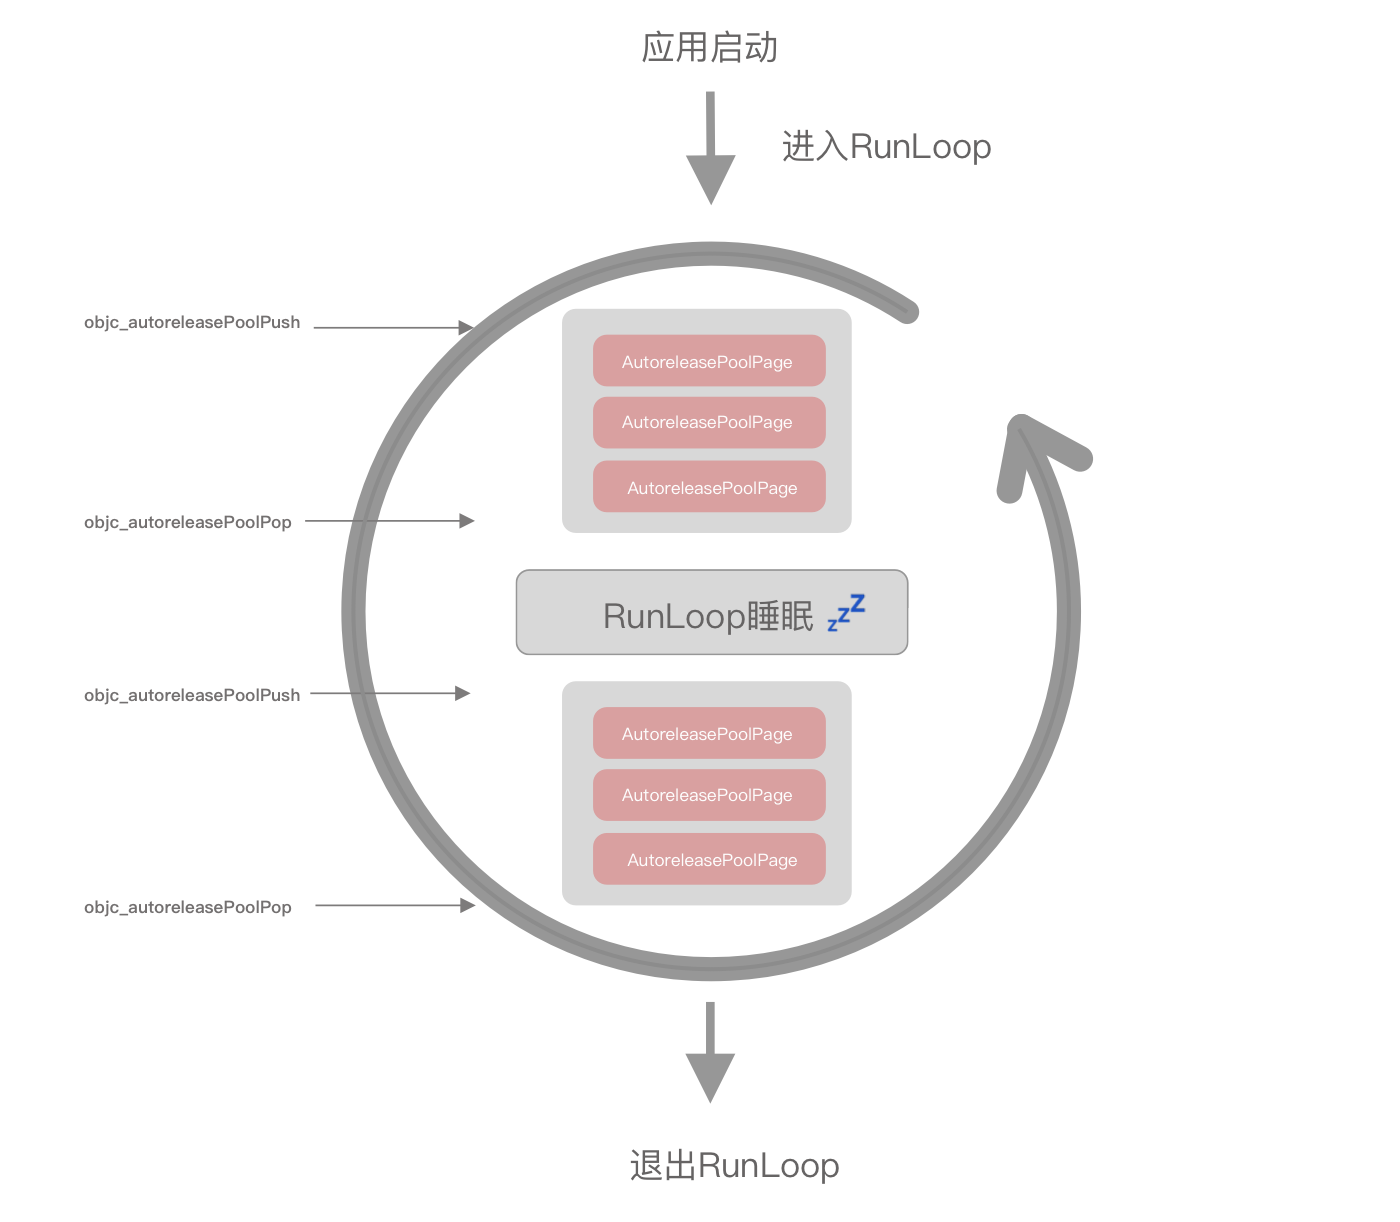 应用启动
进入RunLoop
objc_autoreleasePoolPush
AutoreleasePoolPage
AutoreleasePoolPage
AutoreleasePoolPage
objc_autoreleasePoolPop
RunLoop睡眠 zzZ
objc_autoreleasePoolPush
AutoreleasePoolPage
AutoreleasePoolPage
AutoreleasePoolPage
objc_autoreleasePoolPop
退出RunLoop